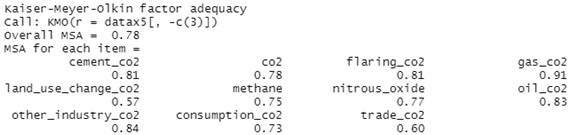 Kaiser-Meyer-Olkin factor adequacy
Call: KMO(r = datax5[, -c(3)])
Overall MSA =  0.78
MSA for each item =
cement_co2 co2 flaring_co2 gas_co2
0.81 0.78 0.81 0.91
land_use_change_co2 methane nitrous_oxide oil_co2
0.57 0.75 0.77 0.83
other_industry_co2 consumption_co2 trade_co2
0.84 0.73 0.60